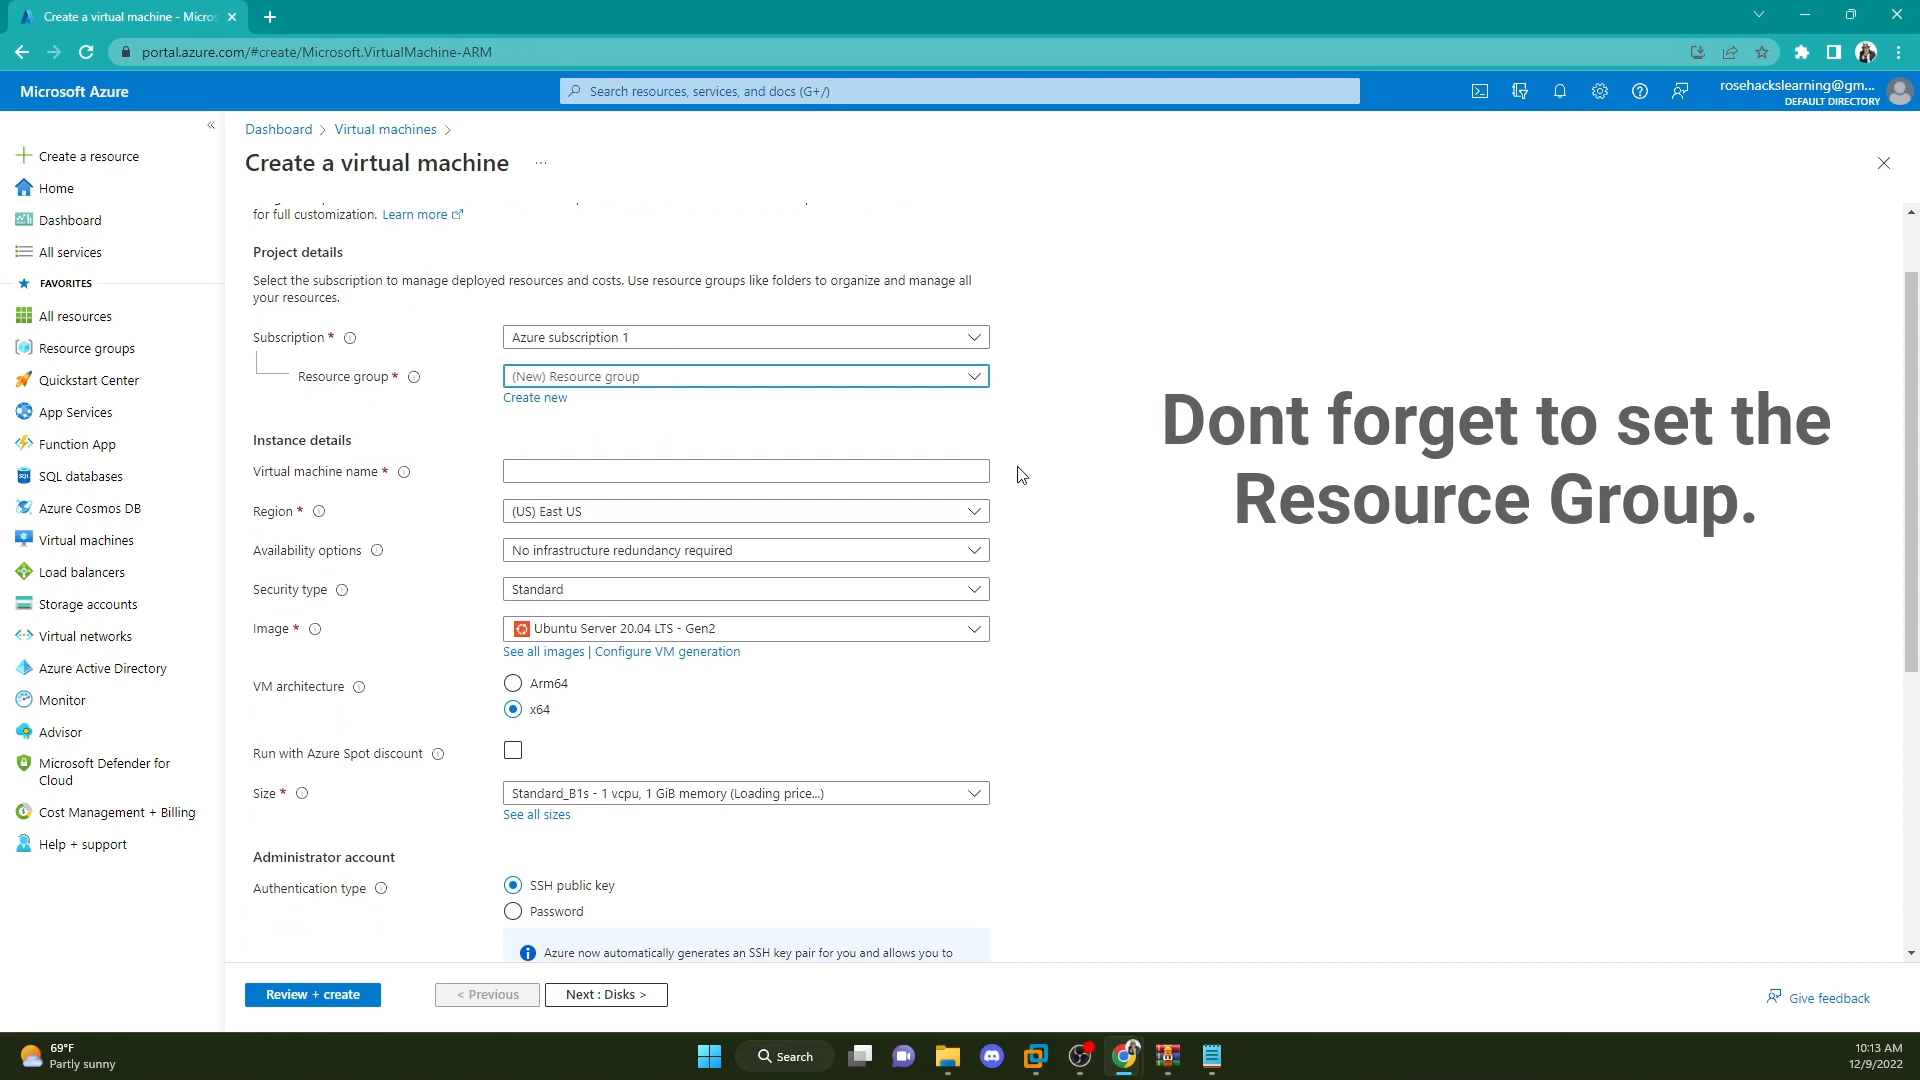 Create a virtual machine - Micros
portal.azure.com/#create/Microsoft.VirtualMachine-ARM
Microsoft Azure
Search resources, services, and docs (G+/)
rosehackslearning@gm...
DEFAULT DIRECTORY
Create a resource
Home
Dashboard
All services
FAVORITES
All resources
Resource groups
Quickstart Center
App Services
Function App
SQL databases
Azure Cosmos DB
Virtual machines
Load balancers
Storage accounts
Virtual networks
Azure Active Directory
Monitor
Advisor
Microsoft Defender for
Cloud
Cost Management + Billing
Help + support
Dashboard > Virtual machines >
Create a virtual machine ...
for full customization. Learn more
Project details
Select the subscription to manage deployed resources and costs. Use resource groups like folders to organize and manage all
your resources.
Subscription * Azure subscription 1
Resource group * (New) Resource group
Create new
Instance details
Virtual machine name *
Region * (US) East US
Availability options No infrastructure redundancy required
Security type Standard
Image * Ubuntu Server 20.04 LTS - Gen2
See all images | Configure VM generation
VM architecture Arm64
x64
Run with Azure Spot discount
Size * Standard_B1s - 1 vcpu, 1 GiB memory (Loading price...)
See all sizes
Administrator account
Authentication type SSH public key
Password
Azure now automatically generates an SSH key pair for you and allows you to
Review + create < Previous Next : Disks >
Give feedback
Dont forget to set the
Resource Group.
69°F
Partly sunny
Search
10:13 AM
12/9/2022